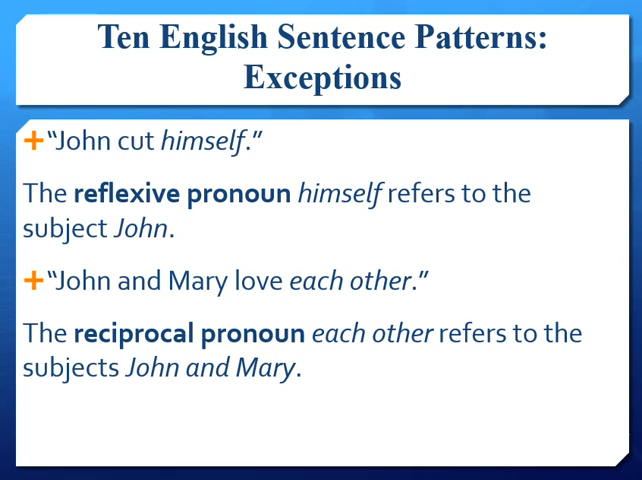 Ten English Sentence Patterns:
Exceptions
+“John cut himself.”
The reflexive pronoun himself refers to the
subject John.
+“John and Mary love each other.”
The reciprocal pronoun each other refers to the
subjects John and Mary.